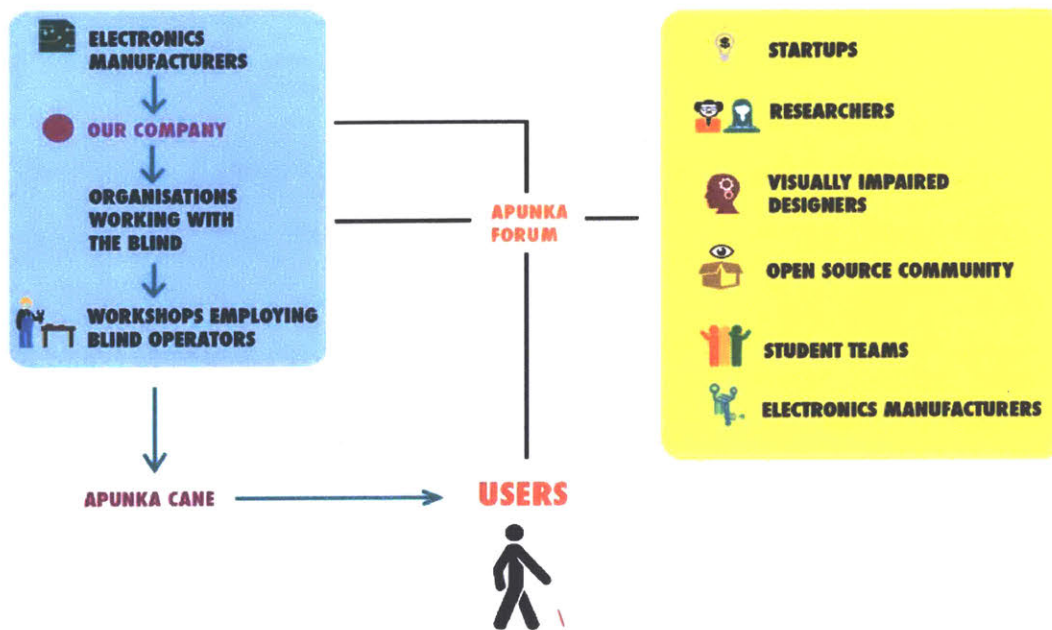 ELECTRONICS
MANUFACTURERS
OUR COMPANY
ORGANISATIONS
WORKING WITH
THE BLIND
WORKSHOPS EMPLOYING
BLIND OPERATORS
APUNKA CANE
APUNKA
FORUM
USERS
$
STARTUPS
RESEARCHERS
VISUALLY IMPAIRED
DESIGNERS
OPEN SOURCE COMMUNITY
STUDENT TEAMS
ELECTRONICS MANUFACTURERS